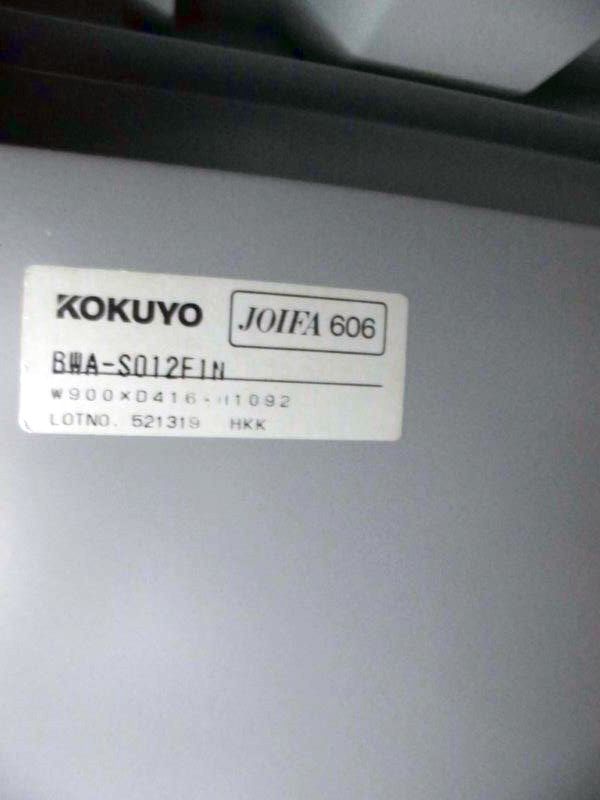 KOKUYO JOIFA 606
BWA-S012F1N
W900×D416×H1092
LOTNO. 521319 HKK